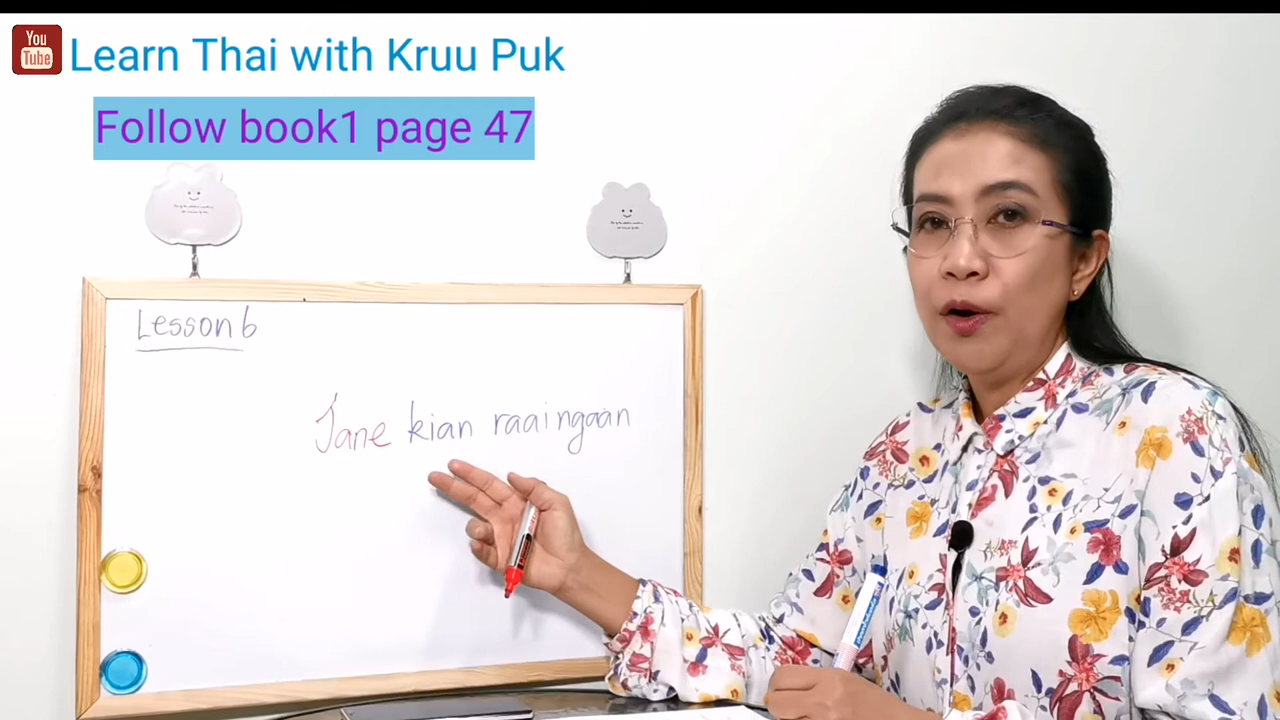 You
Tube
Learn Thai with Kruu Puk
Follow book1 page 47
Lesson 6
Jane kian raaingaan